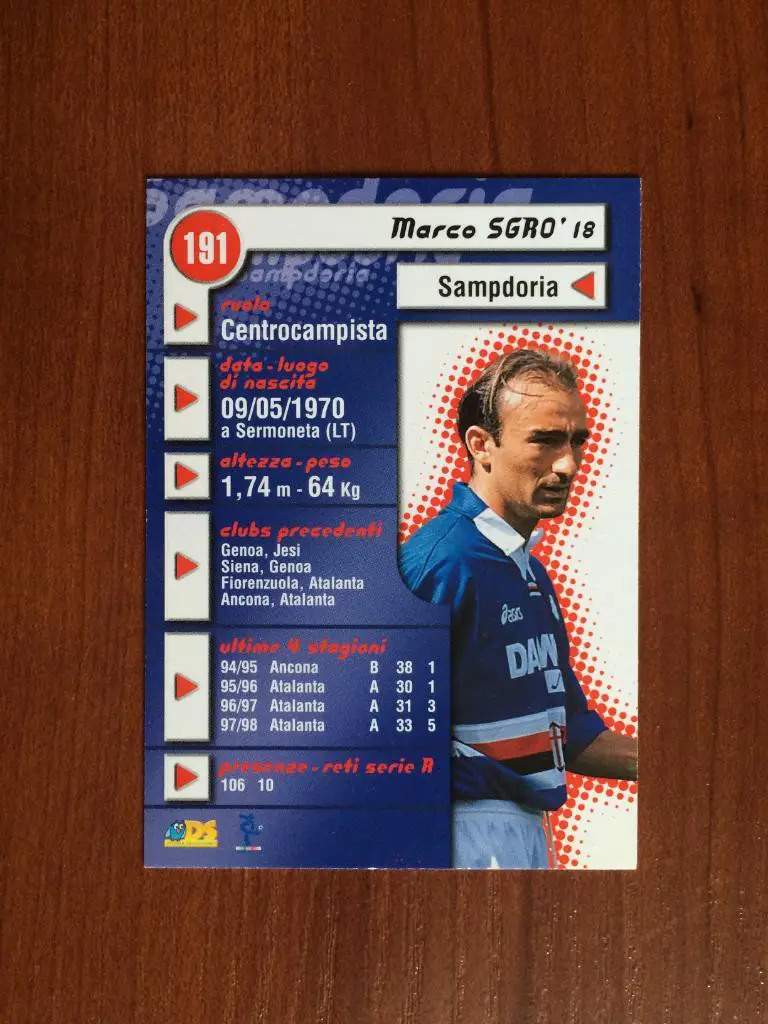 sampdoria
191
Marco SGRO' 18
sampdoria
Sampdoria
ruolo
Centrocampista
data-luogo
di nascita
09/05/1970
a Sermoneta (LT)
altezza-peso
1,74 m - 64 Kg
clubs precedenti
Genoa, Jesi
Siena, Genoa
Fiorenzuola, Atalanta
Ancona, Atalanta
ultime 4 stagioni
94/95 Ancona B 38 1
95/96 Atalanta A 30 1
96/97 Atalanta A 31 3
97/98 Atalanta A 33 5
presenze-reti serie A
106 10
DS
asics